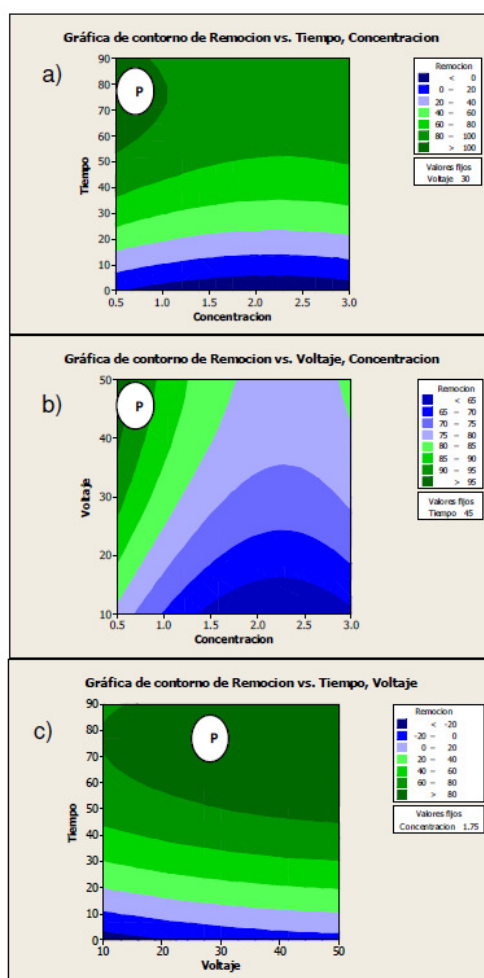 Gráfica de contorno de Remocion vs. Tiempo, Concentracion
a)
P
Tiempo
90
80
70
60
50
40
30
20
10
0
0.5 1.0 1.5 2.0 2.5 3.0
Concentracion
Remocion
< 0
0 – 20
20 – 40
40 – 60
60 – 80
80 – 100
> 100
Valores fijos
Voltaje 30
Gráfica de contorno de Remocion vs. Voltaje, Concentracion
b)
P
Voltaje
50
40
30
20
10
0.5 1.0 1.5 2.0 2.5 3.0
Concentracion
Remocion
< 65
65 – 70
70 – 75
75 – 80
80 – 85
85 – 90
90 – 95
> 95
Valores fijos
Tiempo 45
Gráfica de contorno de Remocion vs. Tiempo, Voltaje
c)
P
Tiempo
90
80
70
60
50
40
30
20
10
0
10 20 30 40 50
Voltaje
Remocion
< -20
-20 – 0
0 – 20
20 – 40
40 – 60
60 – 80
> 80
Valores fijos
Concentracion 1.75